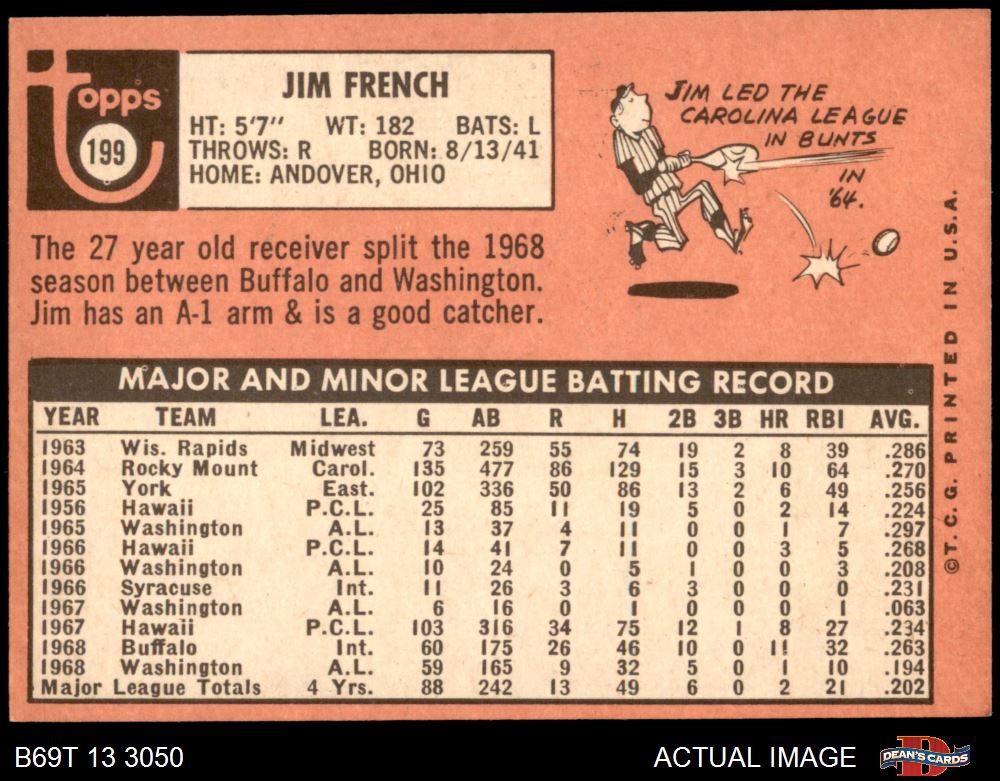 Topps
199
JIM FRENCH
HT: 5'7" WT: 182 BATS: L
THROWS: R BORN: 8/13/41
HOME: ANDOVER, OHIO
JIM LED THE
CAROLINA LEAGUE
IN BUNTS
IN
'64.
The 27 year old receiver split the 1968
season between Buffalo and Washington.
Jim has an A-1 arm & is a good catcher.
MAJOR AND MINOR LEAGUE BATTING RECORD
YEAR TEAM LEA. G AB R H 2B 3B HR RBI AVG.
1963 Wis. Rapids Midwest 73 259 55 74 19 2 8 39 .286
1964 Rocky Mount Carol. 135 477 86 129 15 3 10 64 .270
1965 York East. 102 336 50 86 13 2 6 49 .256
1956 Hawaii P.C.L. 25 85 11 19 5 0 2 14 .224
1965 Washington A.L. 13 37 4 11 0 0 1 7 .297
1966 Hawaii P.C.L. 14 41 7 11 0 0 3 5 .268
1966 Washington A.L. 10 24 0 5 1 0 0 3 .208
1966 Syracuse Int. 11 26 3 6 3 0 0 0 .231
1967 Washington A.L. 6 16 0 1 0 0 0 1 .063
1967 Hawaii P.C.L. 103 316 34 75 12 1 8 27 .234
1968 Buffalo Int. 60 175 26 46 10 0 11 32 .263
1968 Washington A.L. 59 165 9 32 5 0 1 10 .194
Major League Totals 4 Yrs. 88 242 13 49 6 0 2 21 .202
©T.C.G. PRINTED IN U.S.A.
B69T 13 3050
ACTUAL IMAGE
DEAN'S CARDS